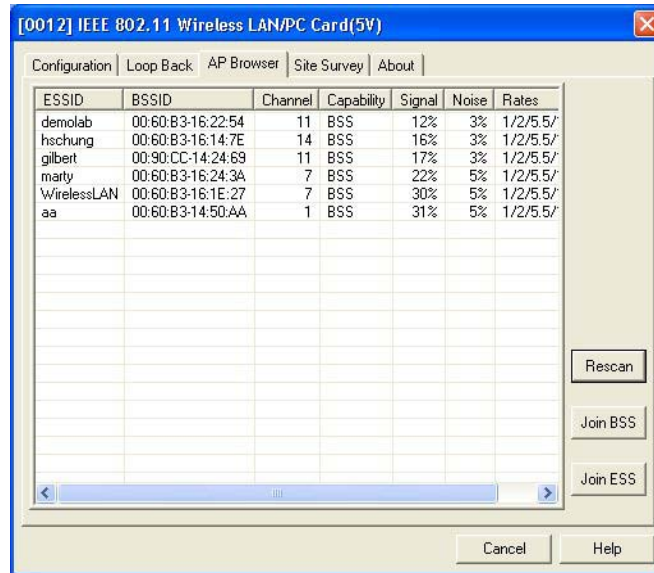 [0012] IEEE 802.11 Wireless LAN/PC Card(5V)
Configuration Loop Back AP Browser Site Survey About
ESSID BSSID Channel Capability Signal Noise Rates
demolab 00:60:B3-16:22:54 11 BSS 12% 3% 1/2/5.5/
hschung 00:60:B3-16:14:7E 14 BSS 16% 3% 1/2/5.5/
gilbert 00:90:CC-14:24:69 11 BSS 17% 3% 1/2/5.5/
marty 00:60:B3-16:24:3A 7 BSS 22% 5% 1/2/5.5/
WirelessLAN 00:60:B3-16:1E:27 7 BSS 30% 5% 1/2/5.5/
aa 00:60:B3-14:50:AA 1 BSS 31% 5% 1/2/5.5/
Rescan
Join BSS
Join ESS
Cancel Help